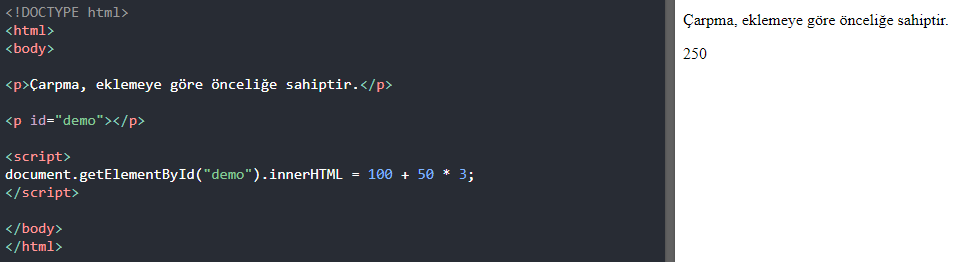 <!DOCTYPE html>
<html>
<body>
<p>Çarpma, eklemeye göre önceliğe sahiptir.</p>
<p id="demo"></p>
<script>
document.getElementById("demo").innerHTML = 100 + 50 * 3;
</script>
</body>
</html>
Çarpma, eklemeye göre önceliğe sahiptir.
250